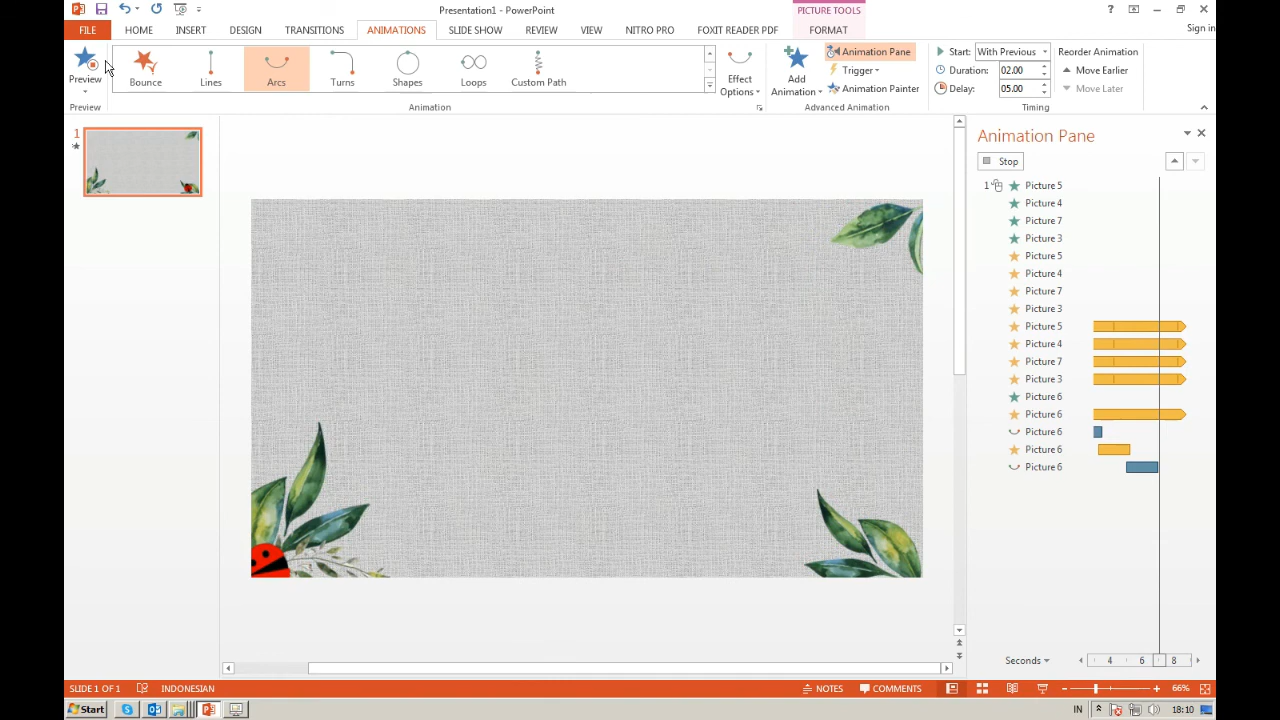 Presentation1 - PowerPoint
PICTURE TOOLS
?
FILE
HOME
INSERT
DESIGN
TRANSITIONS
ANIMATIONS
SLIDE SHOW
REVIEW
VIEW
NITRO PRO
FOXIT READER PDF
FORMAT
Sign in
Preview
Bounce
Lines
Arcs
Turns
Shapes
Loops
Custom Path
Effect
Options
Add
Animation
Animation Pane
Trigger
Animation Painter
Start: With Previous
Duration: 02.00
Delay: 05.00
Reorder Animation
Move Earlier
Move Later
Preview
Animation
Advanced Animation
Timing
1
Animation Pane
Stop
1
Picture 5
Picture 4
Picture 7
Picture 3
Picture 5
Picture 4
Picture 7
Picture 3
Picture 5
Picture 4
Picture 7
Picture 3
Picture 6
Picture 6
Picture 6
Picture 6
Picture 6
Seconds
4
6
8
SLIDE 1 OF 1
INDONESIAN
NOTES
COMMENTS
66%
Start
IN
18:10